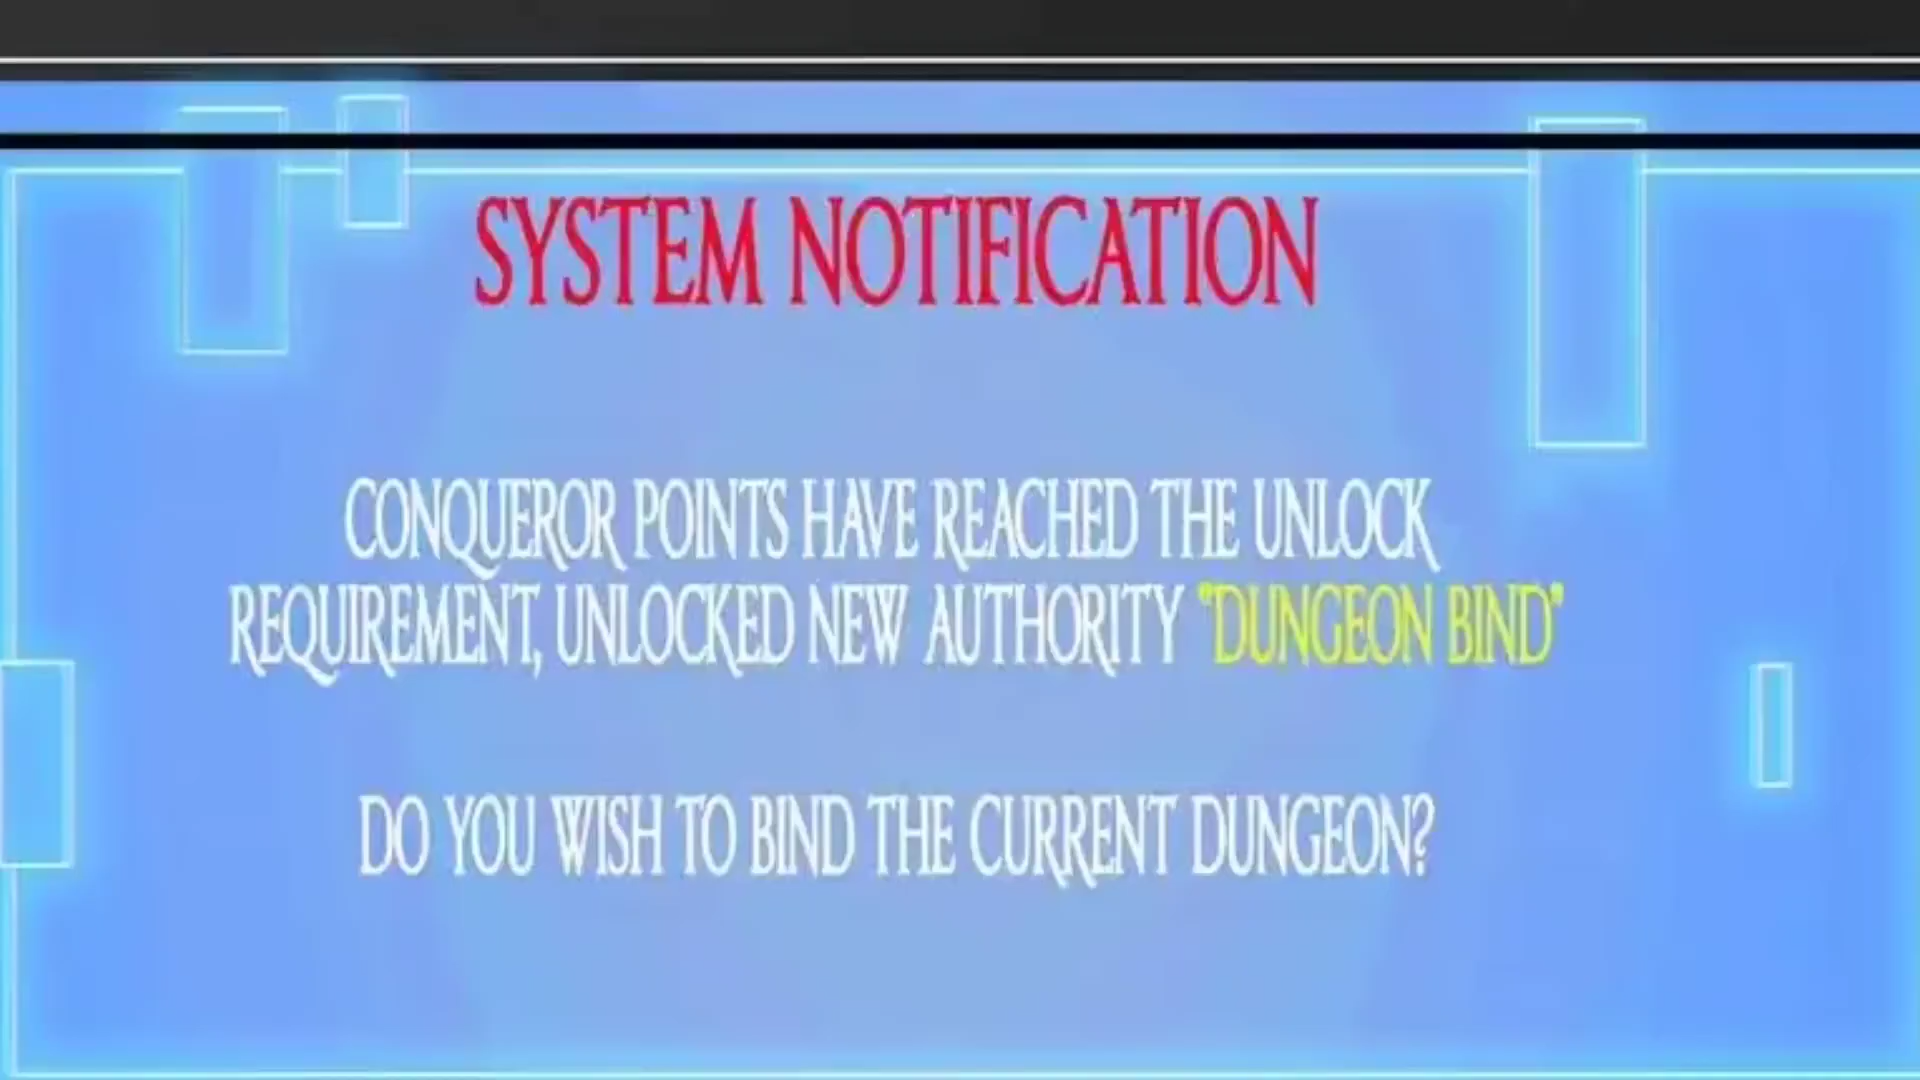 SYSTEM NOTIFICATION
CONQUEROR POINTS HAVE REACHED THE UNLOCK
REQUIREMENT, UNLOCKED NEW AUTHORITY "DUNGEON BIND"
DO YOU WISH TO BIND THE CURRENT DUNGEON?